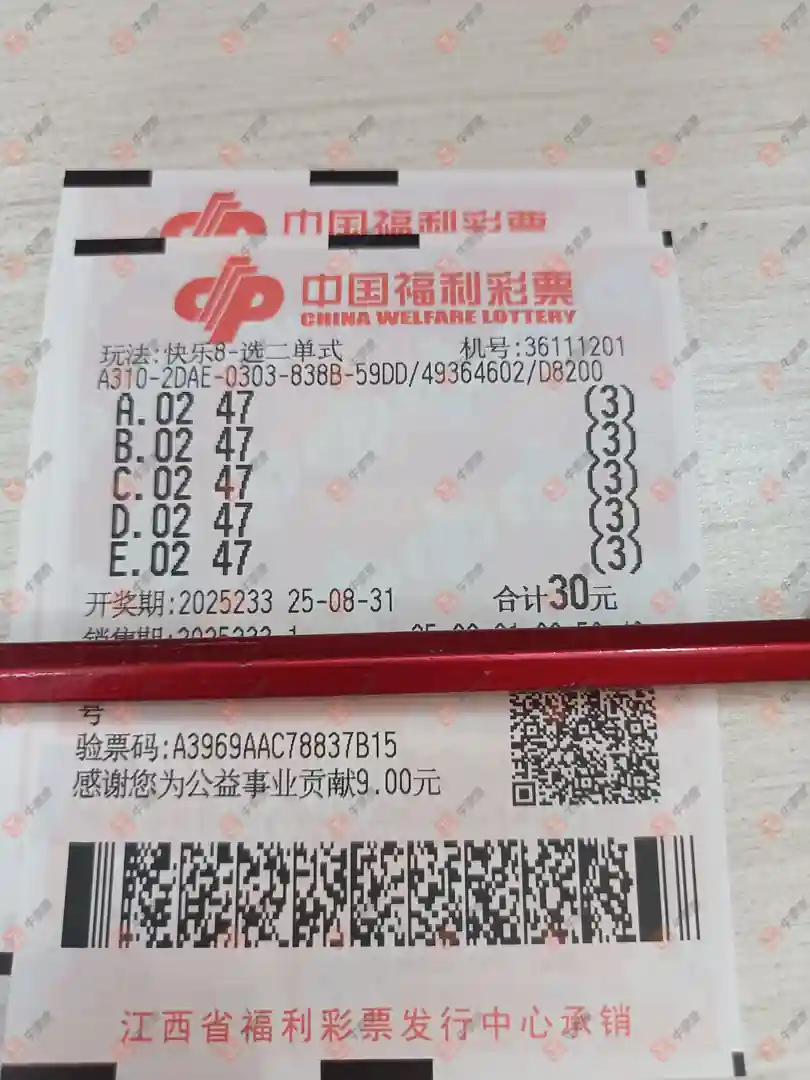 中国福利彩票
中国福利彩票
CHINA WELFARE LOTTERY
玩法:快乐8-选二单式 机号:36111201
A310-2DAE-0303-838B-59DD/49364602/D8200
A.02 47 (3)
B.02 47 (3)
C.02 47 (3)
D.02 47 (3)
E.02 47 (3)
开奖期:2025233 25-08-31 合计30元
号
验票码:A3969AAC78837B15
感谢您为公益事业贡献9.00元
江西省福利彩票发行中心承销